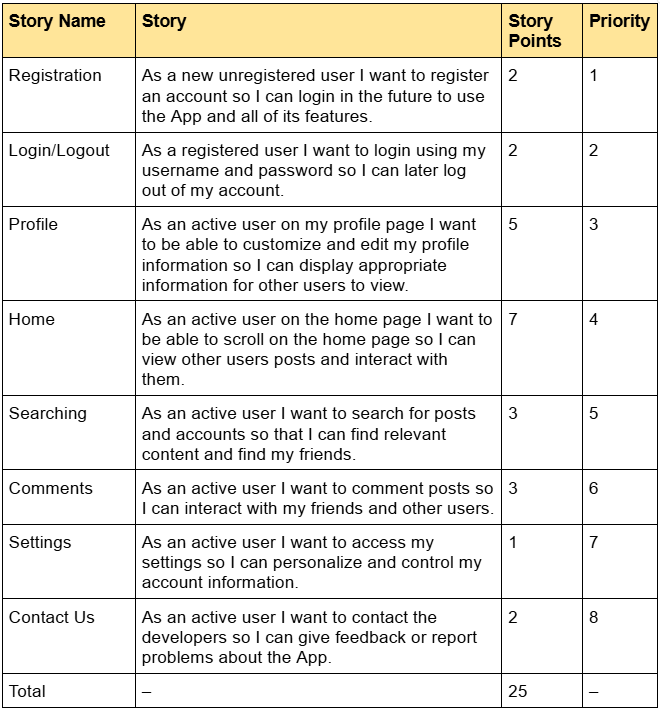 Story Name Story Story Points Priority
Registration As a new unregistered user I want to register 2 1
an account so I can login in the future to use
the App and all of its features.
Login/Logout As a registered user I want to login using my 2 2
username and password so I can later log
out of my account.
Profile As an active user on my profile page I want 5 3
to be able to customize and edit my profile
information so I can display appropriate
information for other users to view.
Home As an active user on the home page I want to 7 4
be able to scroll on the home page so I can
view other users posts and interact with
them.
Searching As an active user I want to search for posts 3 5
and accounts so that I can find relevant
content and find my friends.
Comments As an active user I want to comment posts so 3 6
I can interact with my friends and other users.
Settings As an active user I want to access my 1 7
settings so I can personalize and control my
account information.
Contact Us As an active user I want to contact the 2 8
developers so I can give feedback or report
problems about the App.
Total – 25 –